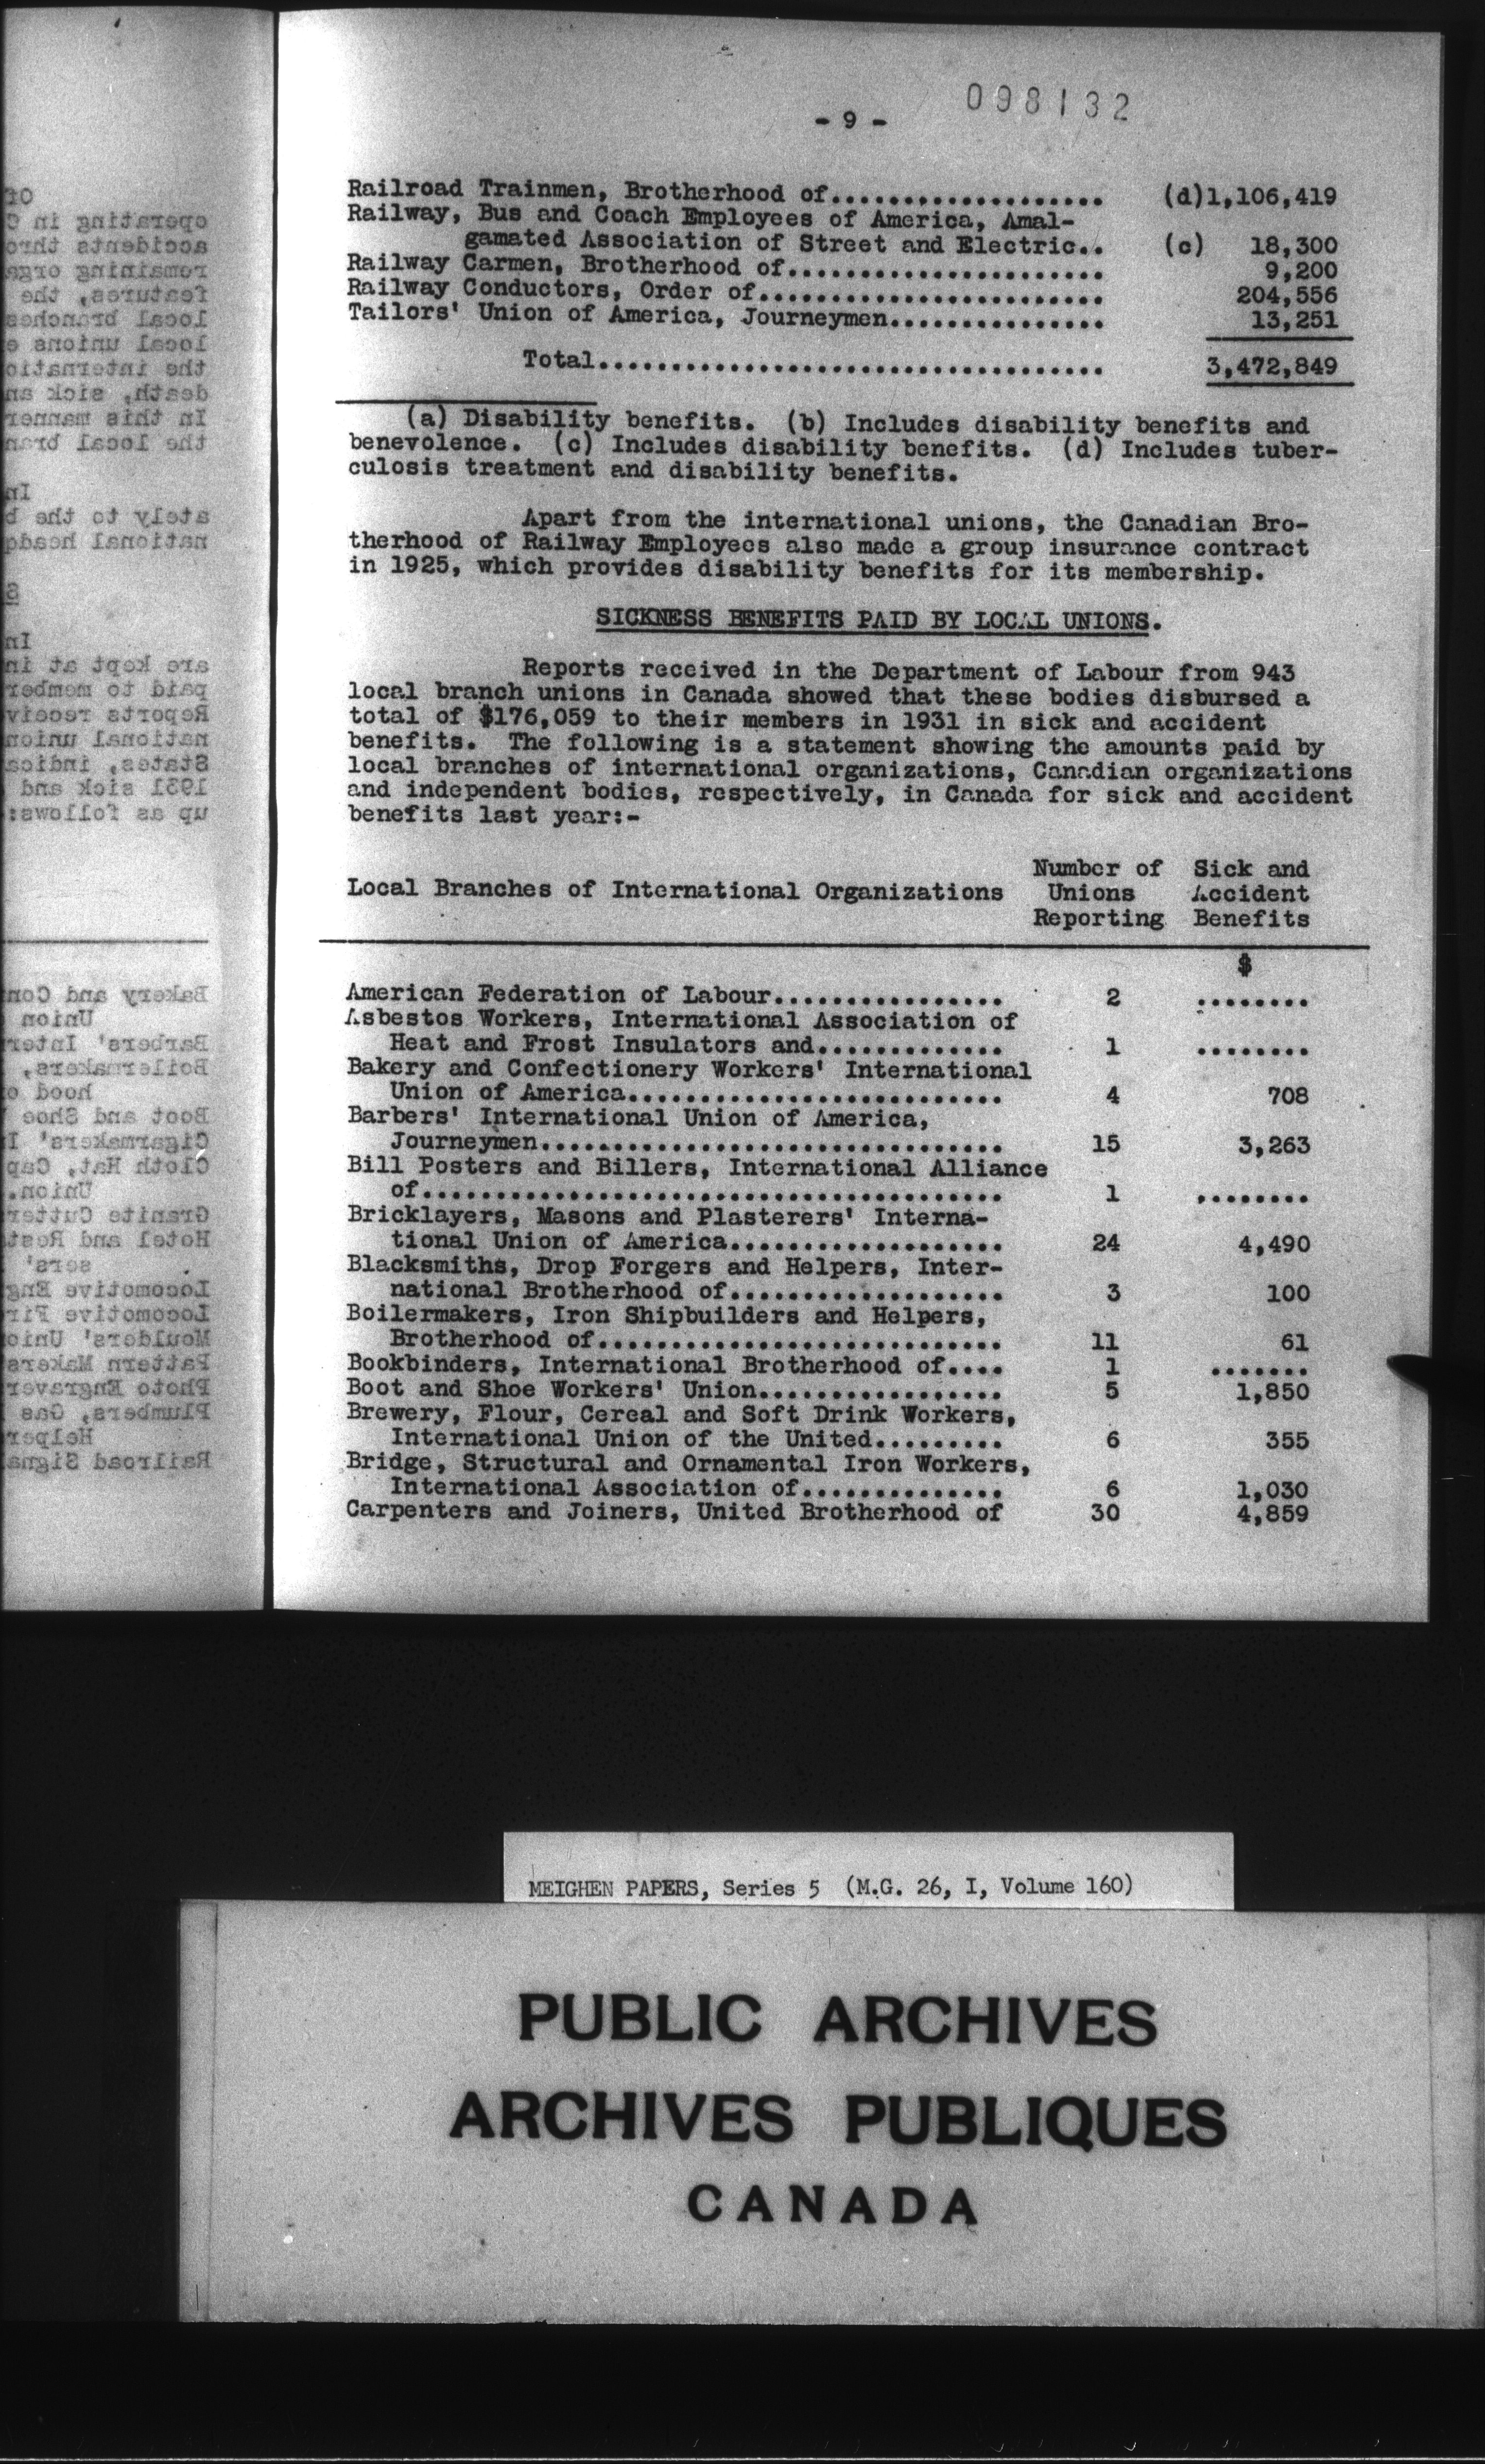 098132
- 9 -
Railroad Trainmen, Brotherhood of................... (d)1,106,419
Railway, Bus and Coach Employees of America, Amal-
gamated Association of Street and Electric.. (c) 18,300
Railway Carmen, Brotherhood of...................... 9,200
Railway Conductors, Order of........................ 204,556
Tailors' Union of America, Journeymen............... 13,251
Total................................... 3,472,849
(a) Disability benefits. (b) Includes disability benefits and
benevolence. (c) Includes disability benefits. (d) Includes tuber-
culosis treatment and disability benefits.
Apart from the international unions, the Canadian Bro-
therhood of Railway Employees also made a group insurance contract
in 1925, which provides disability benefits for its membership.
SICKNESS BENEFITS PAID BY LOCAL UNIONS.
Reports received in the Department of Labour from 943
local branch unions in Canada showed that these bodies disbursed a
total of $176,059 to their members in 1931 in sick and accident
benefits. The following is a statement showing the amounts paid by
local branches of international organizations, Canadian organizations
and independent bodies, respectively, in Canada for sick and accident
benefits last year:-
Number of Sick and
Local Branches of International Organizations Unions Accident
Reporting Benefits
$
American Federation of Labour................ 2 ........
Asbestos Workers, International Association of
Heat and Frost Insulators and............. 1 ........
Bakery and Confectionery Workers' International
Union of America.......................... 4 708
Barbers' International Union of America,
Journeymen................................ 15 3,263
Bill Posters and Billers, International Alliance
of........................................ 1 ........
Bricklayers, Masons and Plasterers' Interna-
tional Union of America................... 24 4,490
Blacksmiths, Drop Forgers and Helpers, Inter-
national Brotherhood of................... 3 100
Boilermakers, Iron Shipbuilders and Helpers,
Brotherhood of............................ 11 61
Bookbinders, International Brotherhood of.... 1 .......
Boot and Shoe Workers' Union................. 5 1,850
Brewery, Flour, Cereal and Soft Drink Workers,
International Union of the United......... 6 355
Bridge, Structural and Ornamental Iron Workers,
International Association of.............. 6 1,030
Carpenters and Joiners, United Brotherhood of 30 4,859
MEIGHEN PAPERS, Series 5 (M.G. 26, I, Volume 160)
PUBLIC ARCHIVES
ARCHIVES PUBLIQUES
CANADA